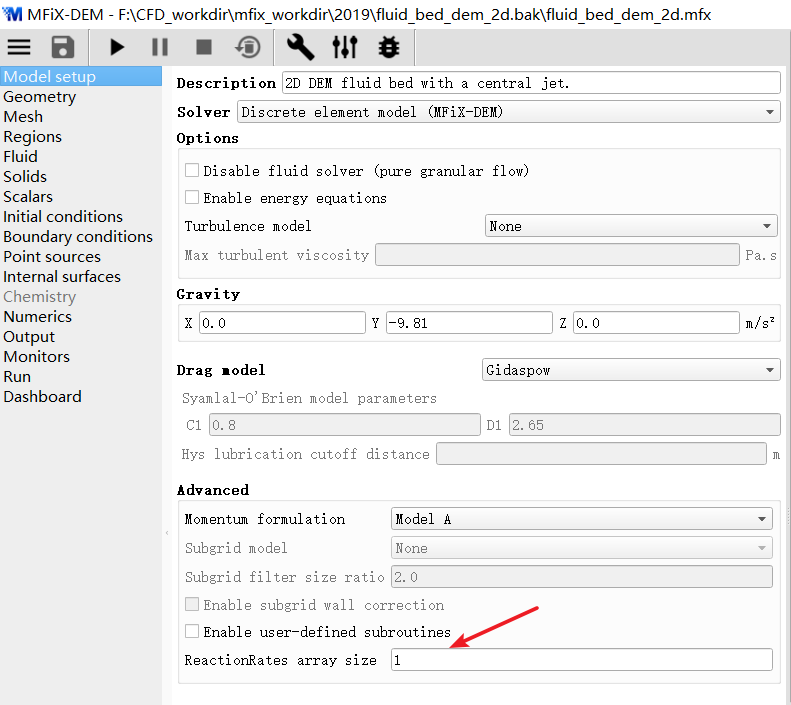 MFiX-DEM - F:\CFD_workdir\mfix_workdir\2019\fluid_bed_dem_2d.bak\fluid_bed_dem_2d.mfx
Model setup
Geometry
Mesh
Regions
Fluid
Solids
Scalars
Initial conditions
Boundary conditions
Point sources
Internal surfaces
Chemistry
Numerics
Output
Monitors
Run
Dashboard
Description 2D DEM fluid bed with a central jet.
Solver Discrete element model (MFiX-DEM)
Options
Disable fluid solver (pure granular flow)
Enable energy equations
Turbulence model None
Max turbulent viscosity Pa.s
Gravity
X 0.0 Y -9.81 Z 0.0 m/s²
Drag model Gidaspow
Syamlal-O'Brien model parameters
C1 0.8 D1 2.65
Hys lubrication cutoff distance m
Advanced
Momentum formulation Model A
Subgrid model None
Subgrid filter size ratio 2.0
Enable subgrid wall correction
Enable user-defined subroutines
ReactionRates array size 1